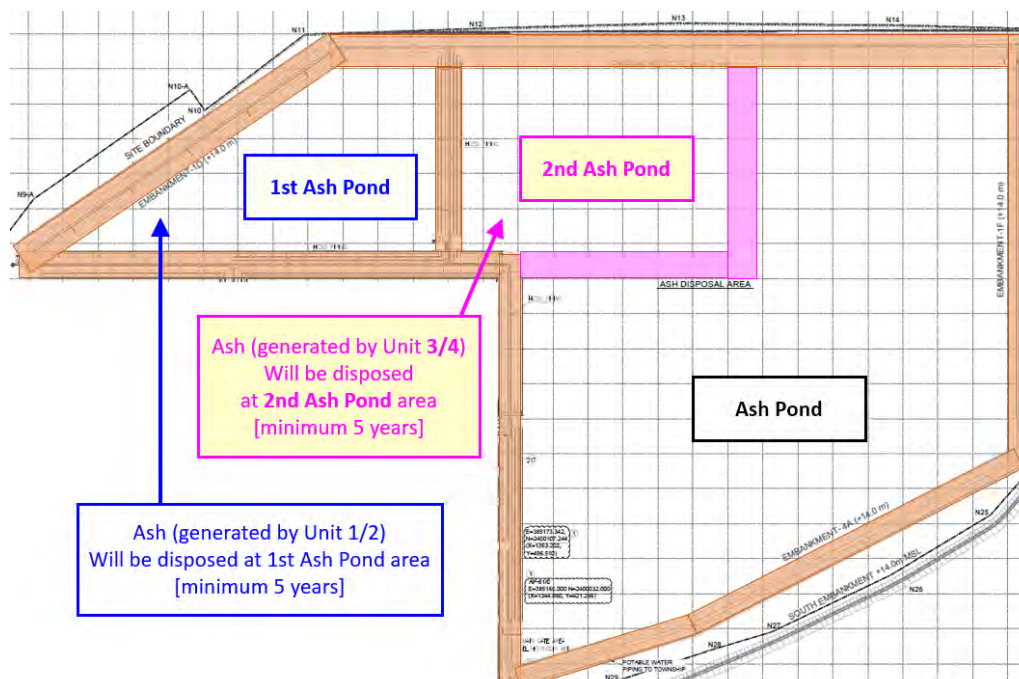 N11
N12
N13
N14
N10-A
N10
SITE BOUNDARY
N9-A
EMBANKMENT-1D (+14.0 m)
1st Ash Pond
2nd Ash Pond
EMBANKMENT-1F (+14.0 m)
ASH DISPOSAL AREA
Ash (generated by Unit 3/4)
Will be disposed
at 2nd Ash Pond area
[minimum 5 years]
Ash Pond
Ash (generated by Unit 1/2)
Will be disposed at 1st Ash Pond area
[minimum 5 years]
EMBANKMENT-4A (+14.0 m)
SOUTH EMBANKMENT +14.0m MSL
N25
N26
N27
N28
N29
POTABLE WATER
PIPING TO TOWNSHIP